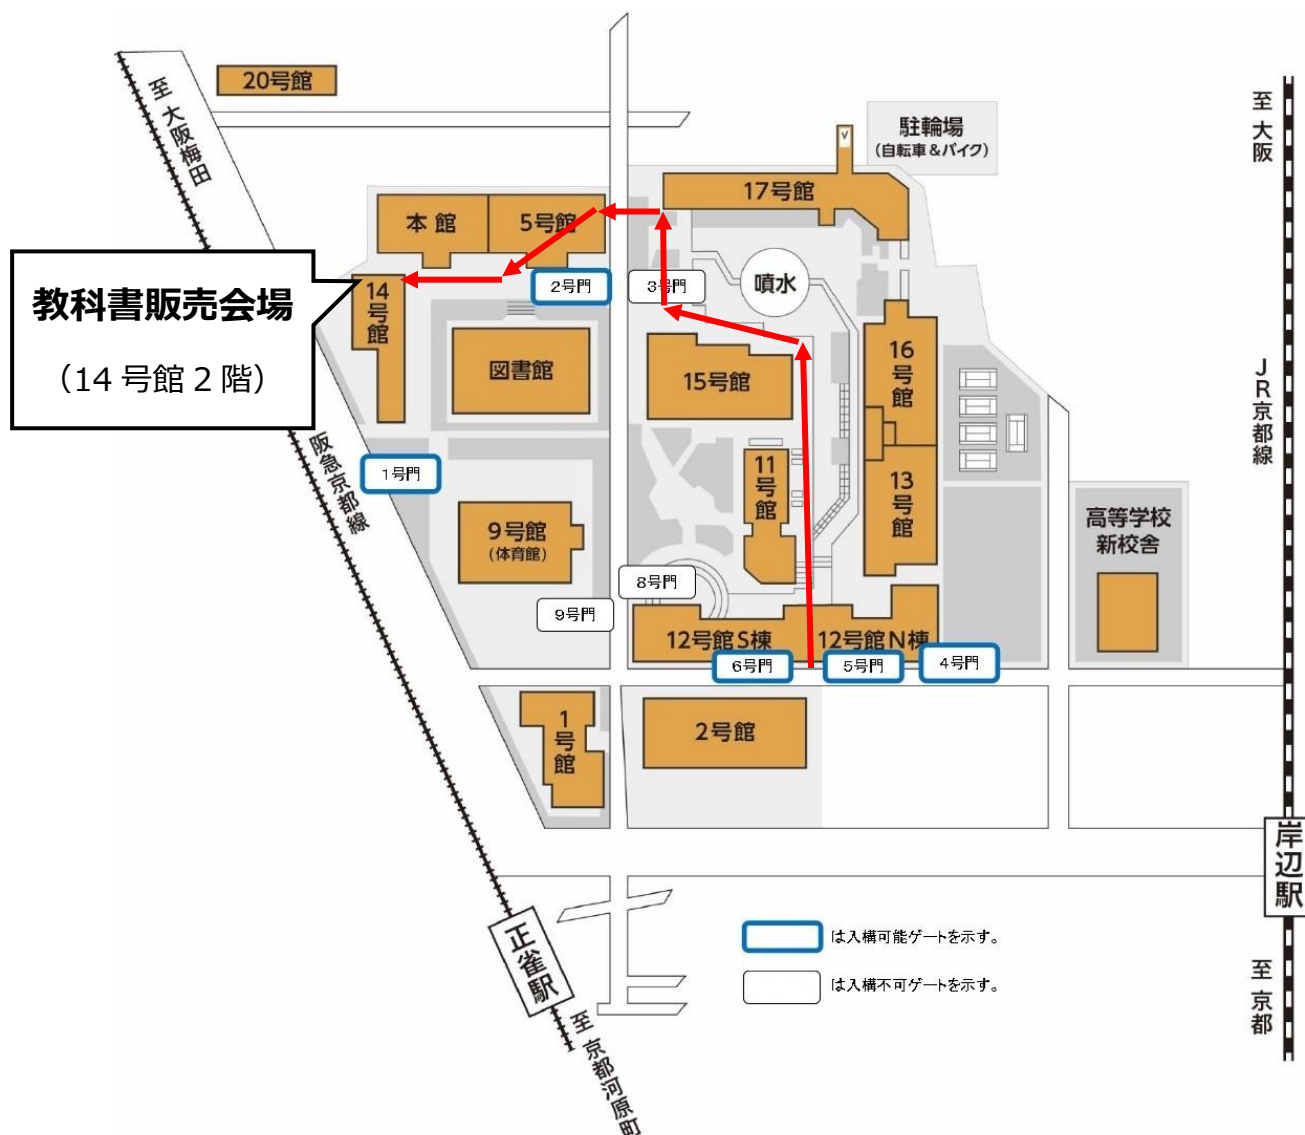 20号館
至 大阪梅田
駐輪場
(自転車&バイク)
至 大阪
17号館
本 館
5号館
教科書販売会場
（14 号館 2 階）
14号館
2号門
3号門
噴水
図書館
15号館
16号館
JR京都線
阪急京都線
1号門
11号館
13号館
9号館
(体育館)
高等学校
新校舎
8号門
9号門
12号館S棟
12号館N棟
6号門
5号門
4号門
1号館
2号館
岸辺駅
正雀駅
は入構可能ゲートを示す。
は入構不可ゲートを示す。
至 京都
至 京都河原町